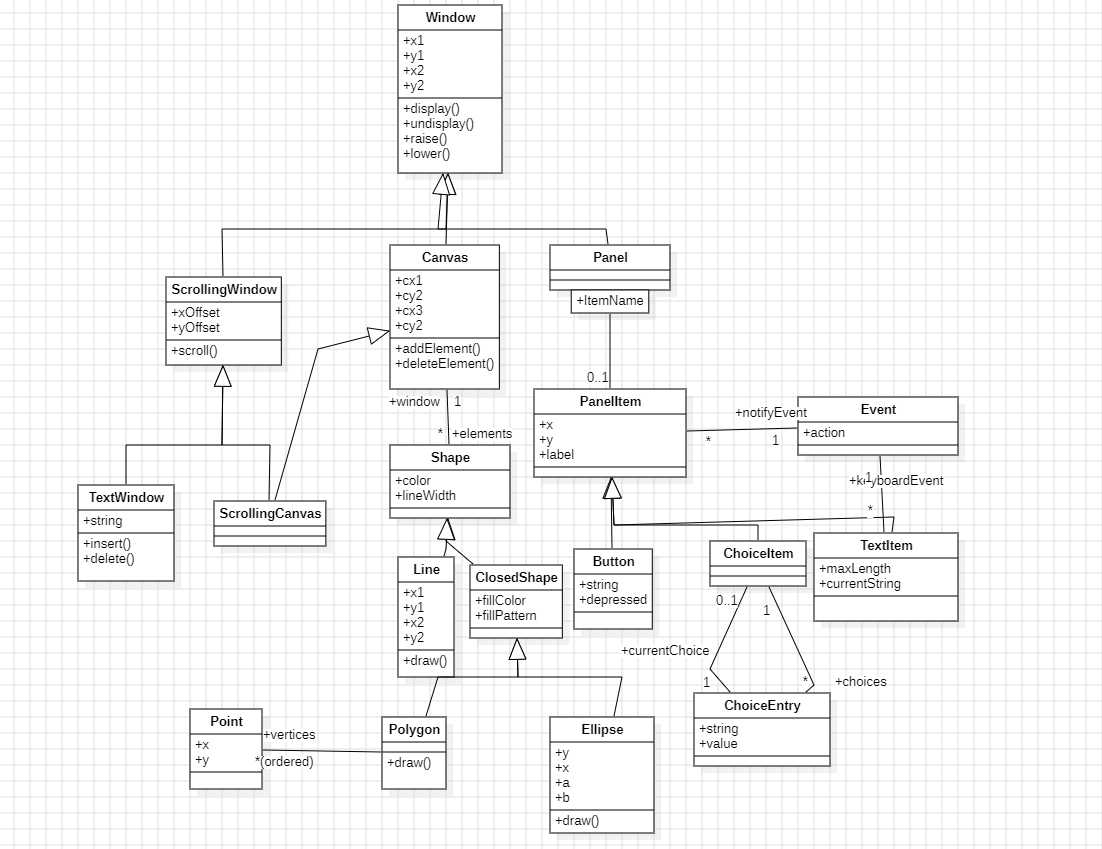 Window
+x1
+y1
+x2
+y2
+display()
+undisplay()
+raise()
+lower()
ScrollingWindow
+xOffset
+yOffset
+scroll()
Canvas
+cx1
+cy2
+cx3
+cy2
+addElement()
+deleteElement()
Panel
+ItemName
0..1
+window 1
* +elements
PanelItem
+x
+y
+label
+notifyEvent
* 1
Event
+action
1
+keyboardEvent
*
TextWindow
+string
+insert()
+delete()
ScrollingCanvas
Shape
+color
+lineWidth
Line
+x1
+y1
+x2
+y2
+draw()
ClosedShape
+fillColor
+fillPattern
Button
+string
+depressed
ChoiceItem
TextItem
+maxLength
+currentString
0..1
1
+currentChoice
1
* +choices
ChoiceEntry
+string
+value
Point
+x
+y
+vertices
*(ordered)
Polygon
+draw()
Ellipse
+y
+x
+a
+b
+draw()